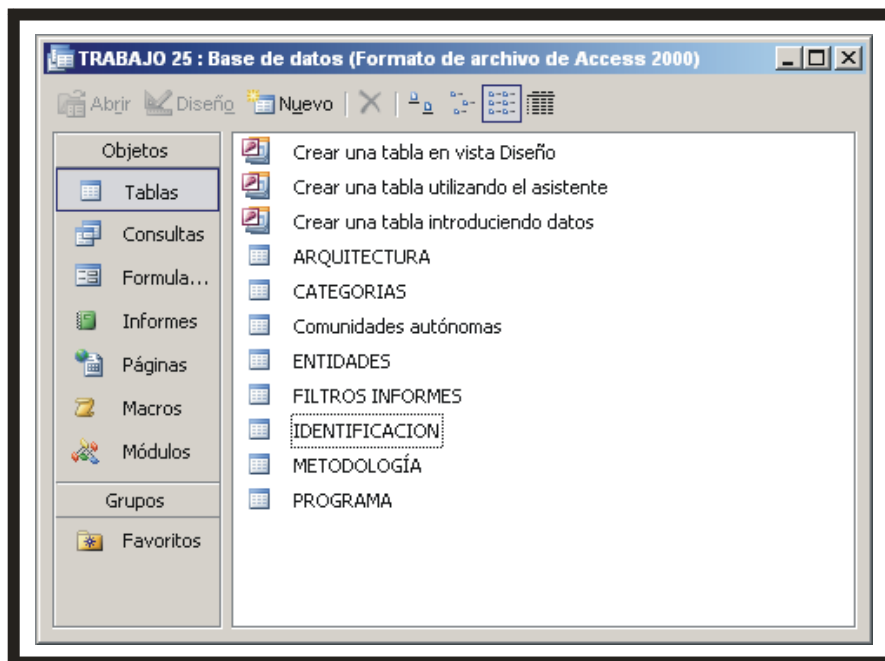 TRABAJO 25 : Base de datos (Formato de archivo de Access 2000)
Abrir Diseño Nuevo
Objetos
Tablas
Consultas
Formula...
Informes
Páginas
Macros
Módulos
Grupos
Favoritos
Crear una tabla en vista Diseño
Crear una tabla utilizando el asistente
Crear una tabla introduciendo datos
ARQUITECTURA
CATEGORIAS
Comunidades autónomas
ENTIDADES
FILTROS INFORMES
IDENTIFICACION
METODOLOGÍA
PROGRAMA